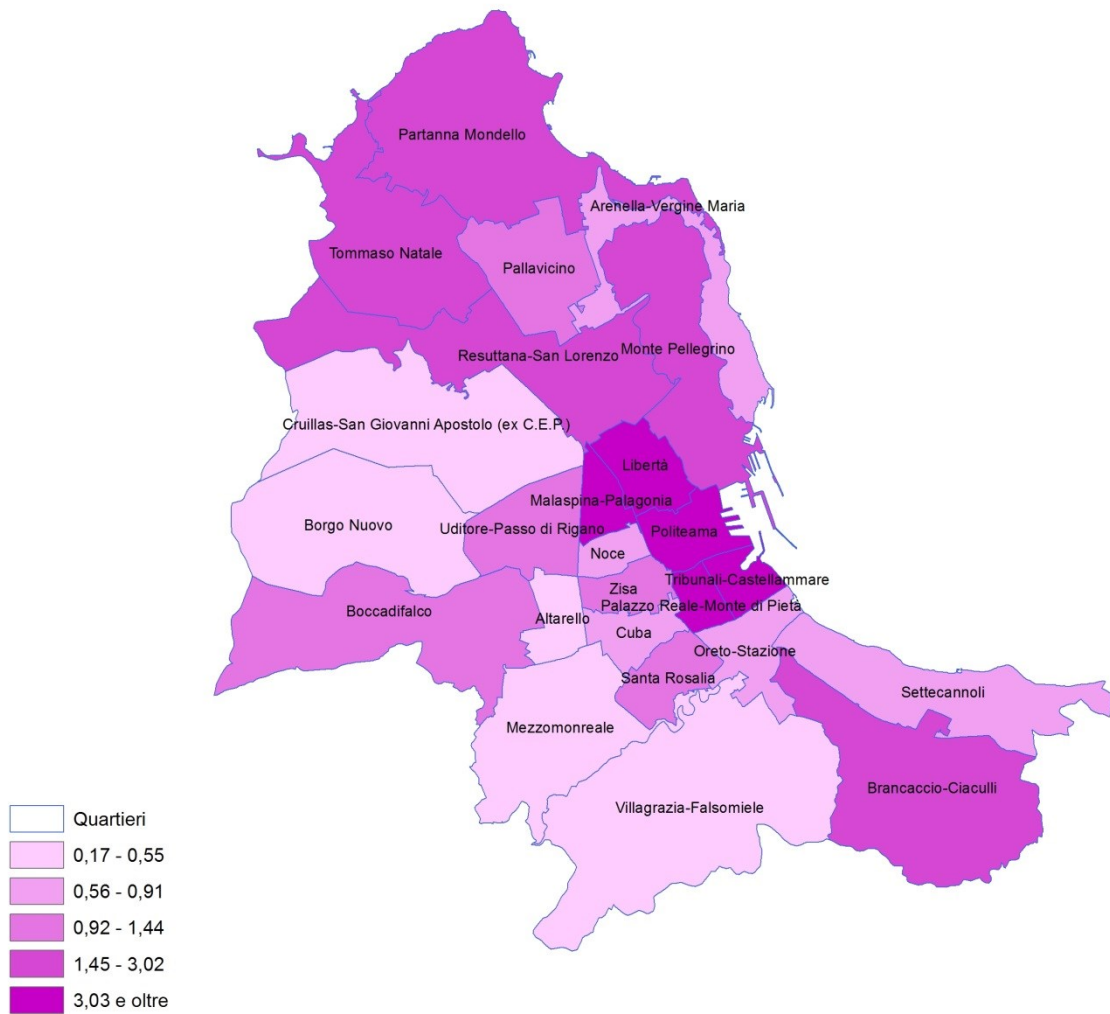 Partanna Mondello
Arenella-Vergine Maria
Tommaso Natale
Pallavicino
Resuttana-San Lorenzo
Monte Pellegrino
Cruillas-San Giovanni Apostolo (ex C.E.P.)
Libertà
Malaspina-Palagonia
Borgo Nuovo
Uditore-Passo di Rigano
Politeama
Noce
Tribunali-Castellammare
Zisa
Palazzo Reale-Monte di Pietà
Boccadifalco
Altarello
Cuba
Oreto-Stazione
Santa Rosalia
Settecannoli
Mezzomonreale
Brancaccio-Ciaculli
Villagrazia-Falsomiele
Quartieri
0,17 - 0,55
0,56 - 0,91
0,92 - 1,44
1,45 - 3,02
3,03 e oltre